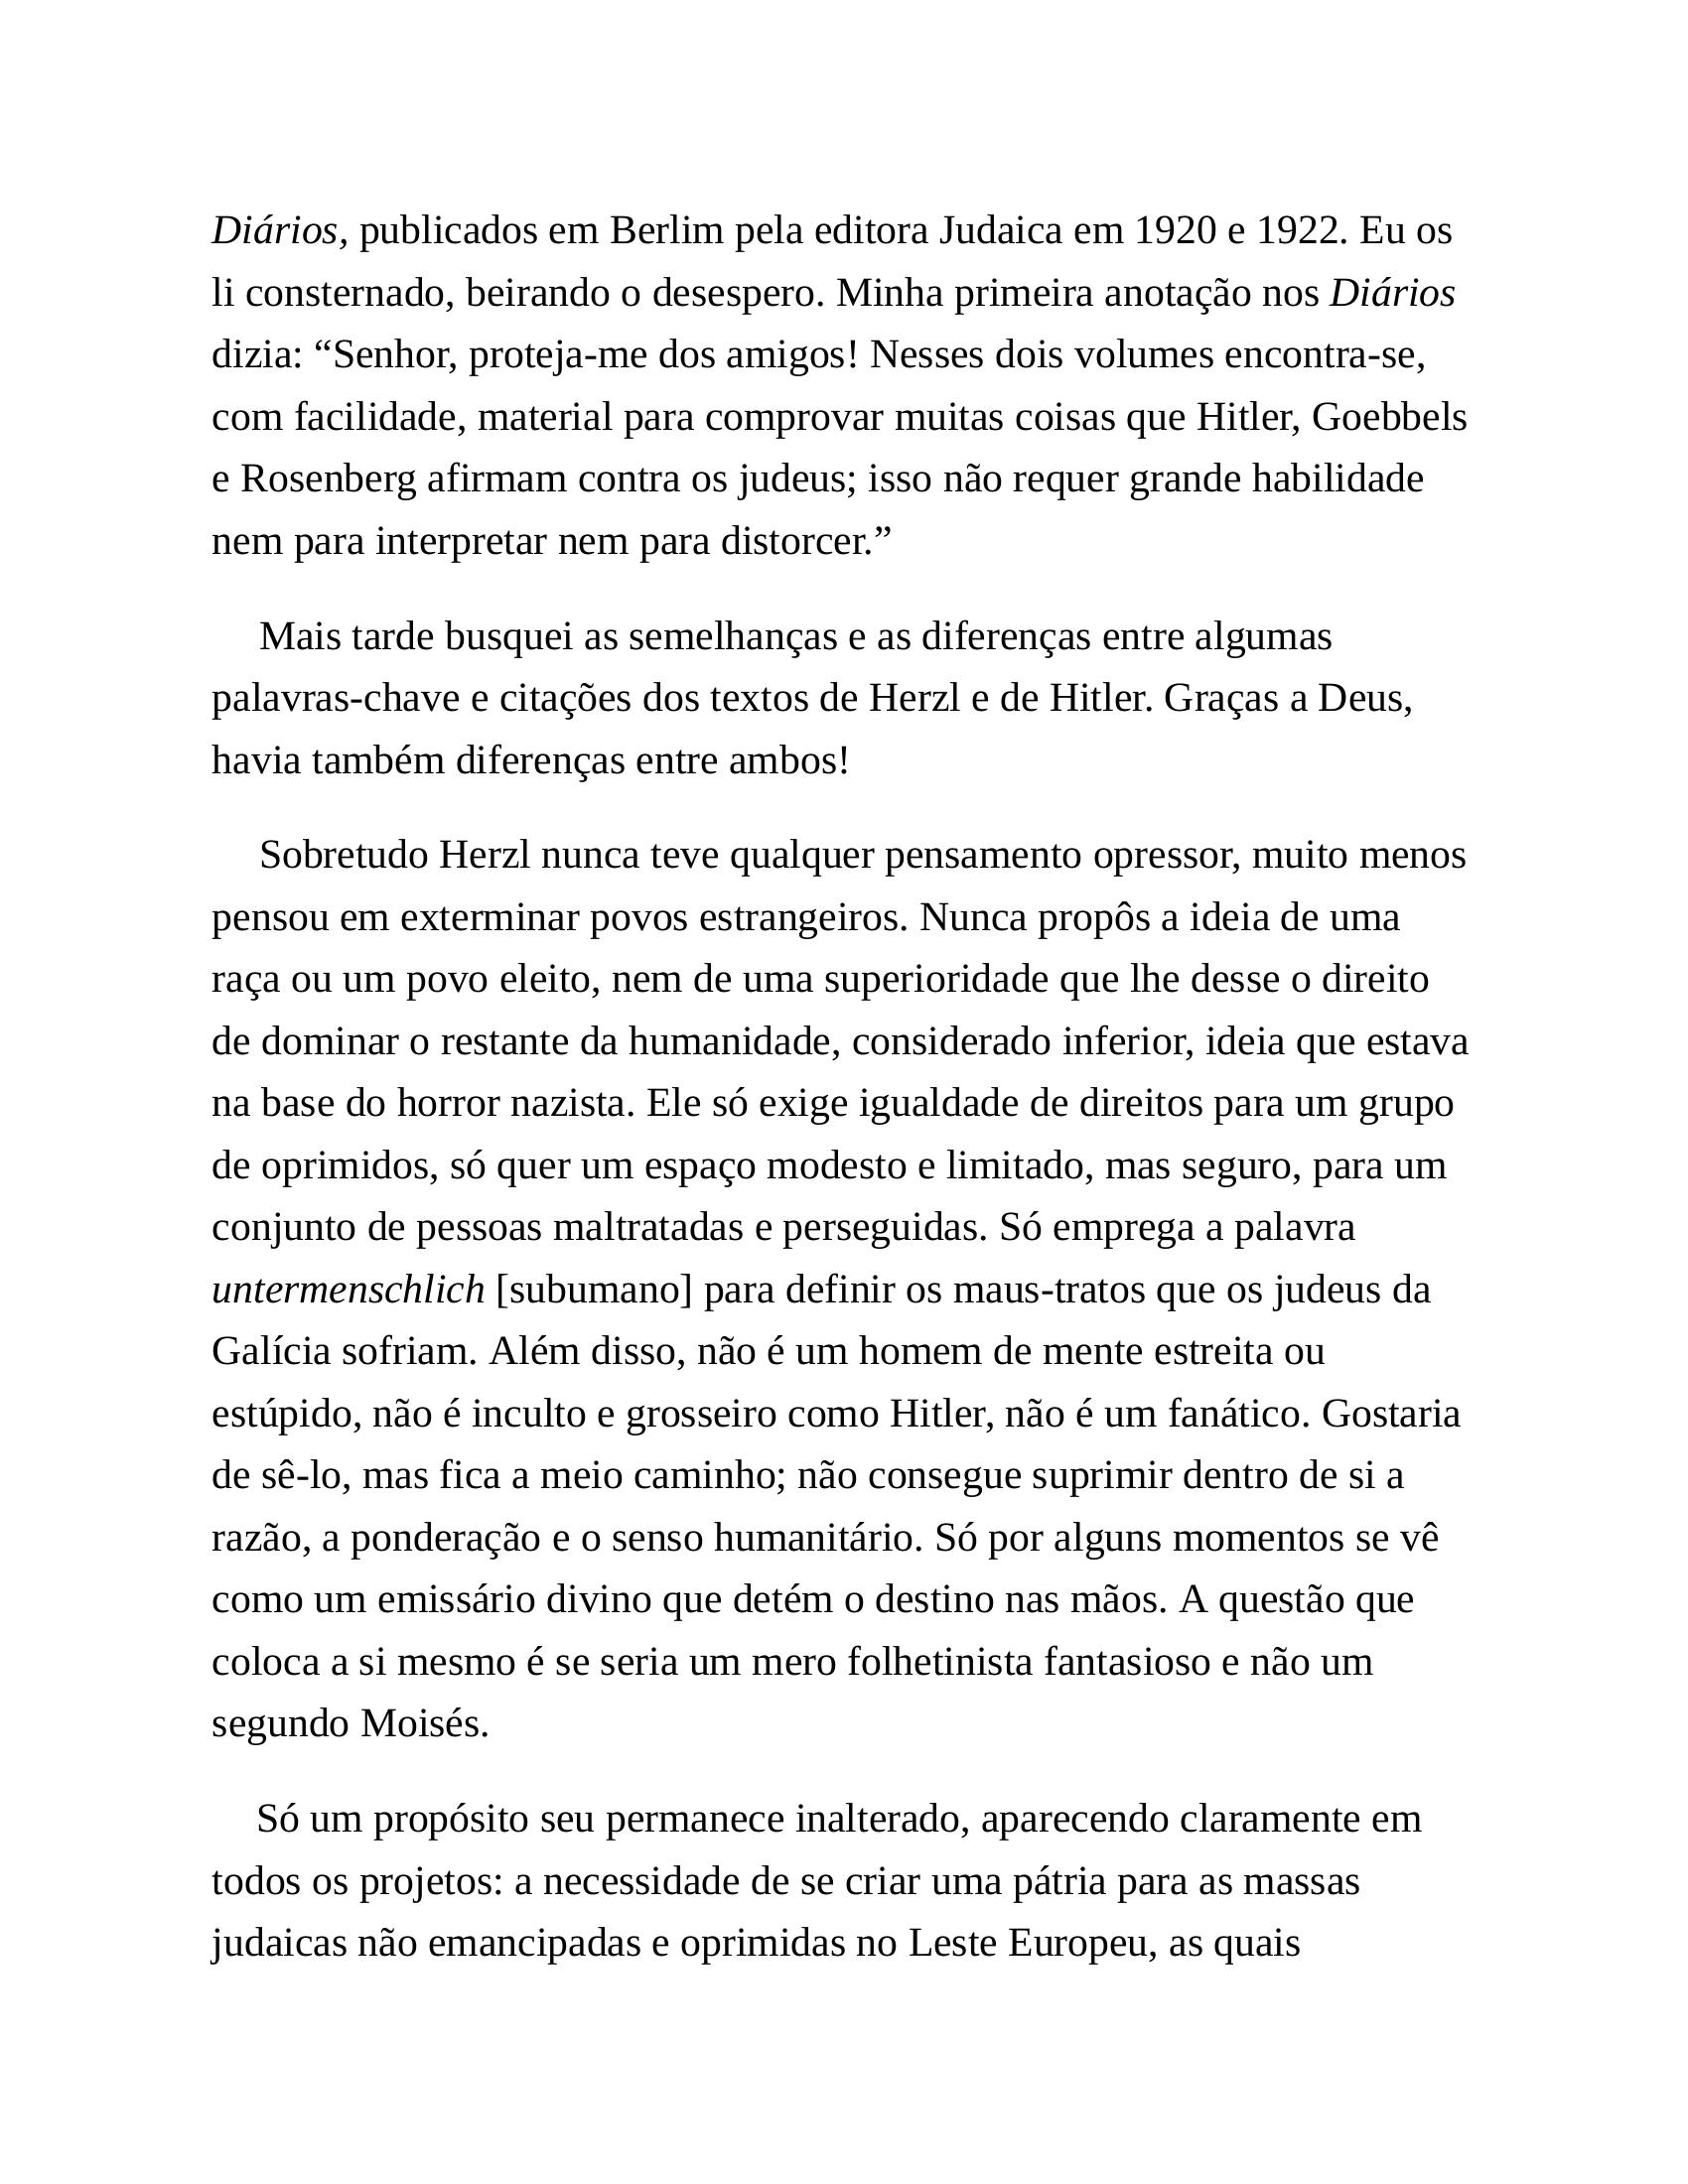 Diários, publicados em Berlim pela editora Judaica em 1920 e 1922. Eu os
li consternado, beirando o desespero. Minha primeira anotação nos Diários
dizia: “Senhor, proteja-me dos amigos! Nesses dois volumes encontra-se,
com facilidade, material para comprovar muitas coisas que Hitler, Goebbels
e Rosenberg afirmam contra os judeus; isso não requer grande habilidade
nem para interpretar nem para distorcer.”
Mais tarde busquei as semelhanças e as diferenças entre algumas
palavras-chave e citações dos textos de Herzl e de Hitler. Graças a Deus,
havia também diferenças entre ambos!
Sobretudo Herzl nunca teve qualquer pensamento opressor, muito menos
pensou em exterminar povos estrangeiros. Nunca propôs a ideia de uma
raça ou um povo eleito, nem de uma superioridade que lhe desse o direito
de dominar o restante da humanidade, considerado inferior, ideia que estava
na base do horror nazista. Ele só exige igualdade de direitos para um grupo
de oprimidos, só quer um espaço modesto e limitado, mas seguro, para um
conjunto de pessoas maltratadas e perseguidas. Só emprega a palavra
untermenschlich [subumano] para definir os maus-tratos que os judeus da
Galícia sofriam. Além disso, não é um homem de mente estreita ou
estúpido, não é inculto e grosseiro como Hitler, não é um fanático. Gostaria
de sê-lo, mas fica a meio caminho; não consegue suprimir dentro de si a
razão, a ponderação e o senso humanitário. Só por alguns momentos se vê
como um emissário divino que detém o destino nas mãos. A questão que
coloca a si mesmo é se seria um mero folhetinista fantasioso e não um
segundo Moisés.
Só um propósito seu permanece inalterado, aparecendo claramente em
todos os projetos: a necessidade de se criar uma pátria para as massas
judaicas não emancipadas e oprimidas no Leste Europeu, as quais